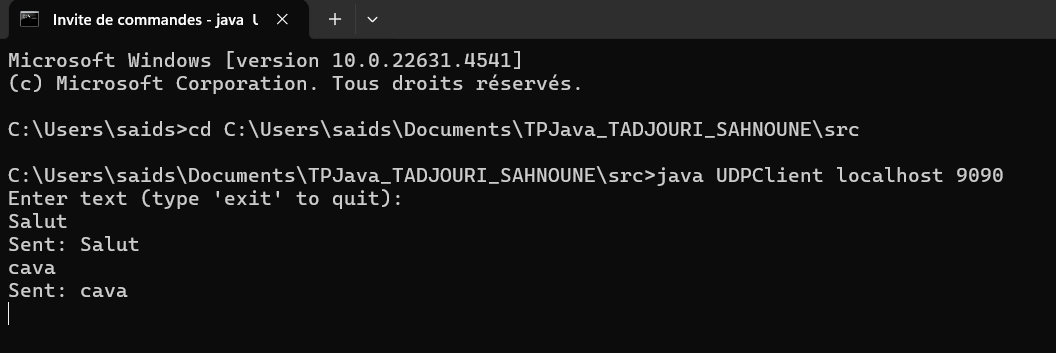 Invite de commandes - java U
Microsoft Windows [version 10.0.22631.4541]
(c) Microsoft Corporation. Tous droits réservés.
C:\Users\saids>cd C:\Users\saids\Documents\TPJava_TADJOURI_SAHNOUNE\src
C:\Users\saids\Documents\TPJava_TADJOURI_SAHNOUNE\src>java UDPClient localhost 9090
Enter text (type 'exit' to quit):
Salut
Sent: Salut
cava
Sent: cava